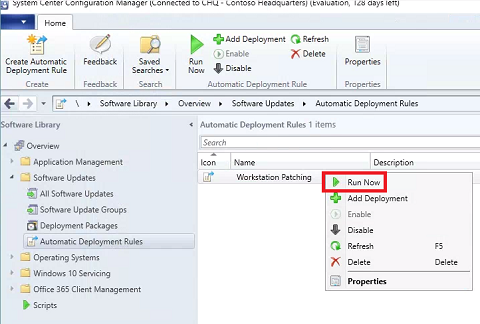 System Center Configuration Manager (Connected to CHQ - Contoso Headquarters) (Evaluation, 128 days left)
Home
Create Automatic Deployment Rule
Feedback
Saved Searches
Run Now
Add Deployment
Enable
Disable
Refresh
Delete
Properties
Create
Feedback
Search
Automatic Deployment Rule
Properties
\ Software Library Overview Software Updates Automatic Deployment Rules
Software Library
Overview
Application Management
Software Updates
All Software Updates
Software Update Groups
Deployment Packages
Automatic Deployment Rules
Operating Systems
Windows 10 Servicing
Office 365 Client Management
Scripts
Automatic Deployment Rules 1 items
Search
Icon Name Description
Workstation Patching
Run Now
Add Deployment
Enable
Disable
Refresh F5
Delete Delete
Properties